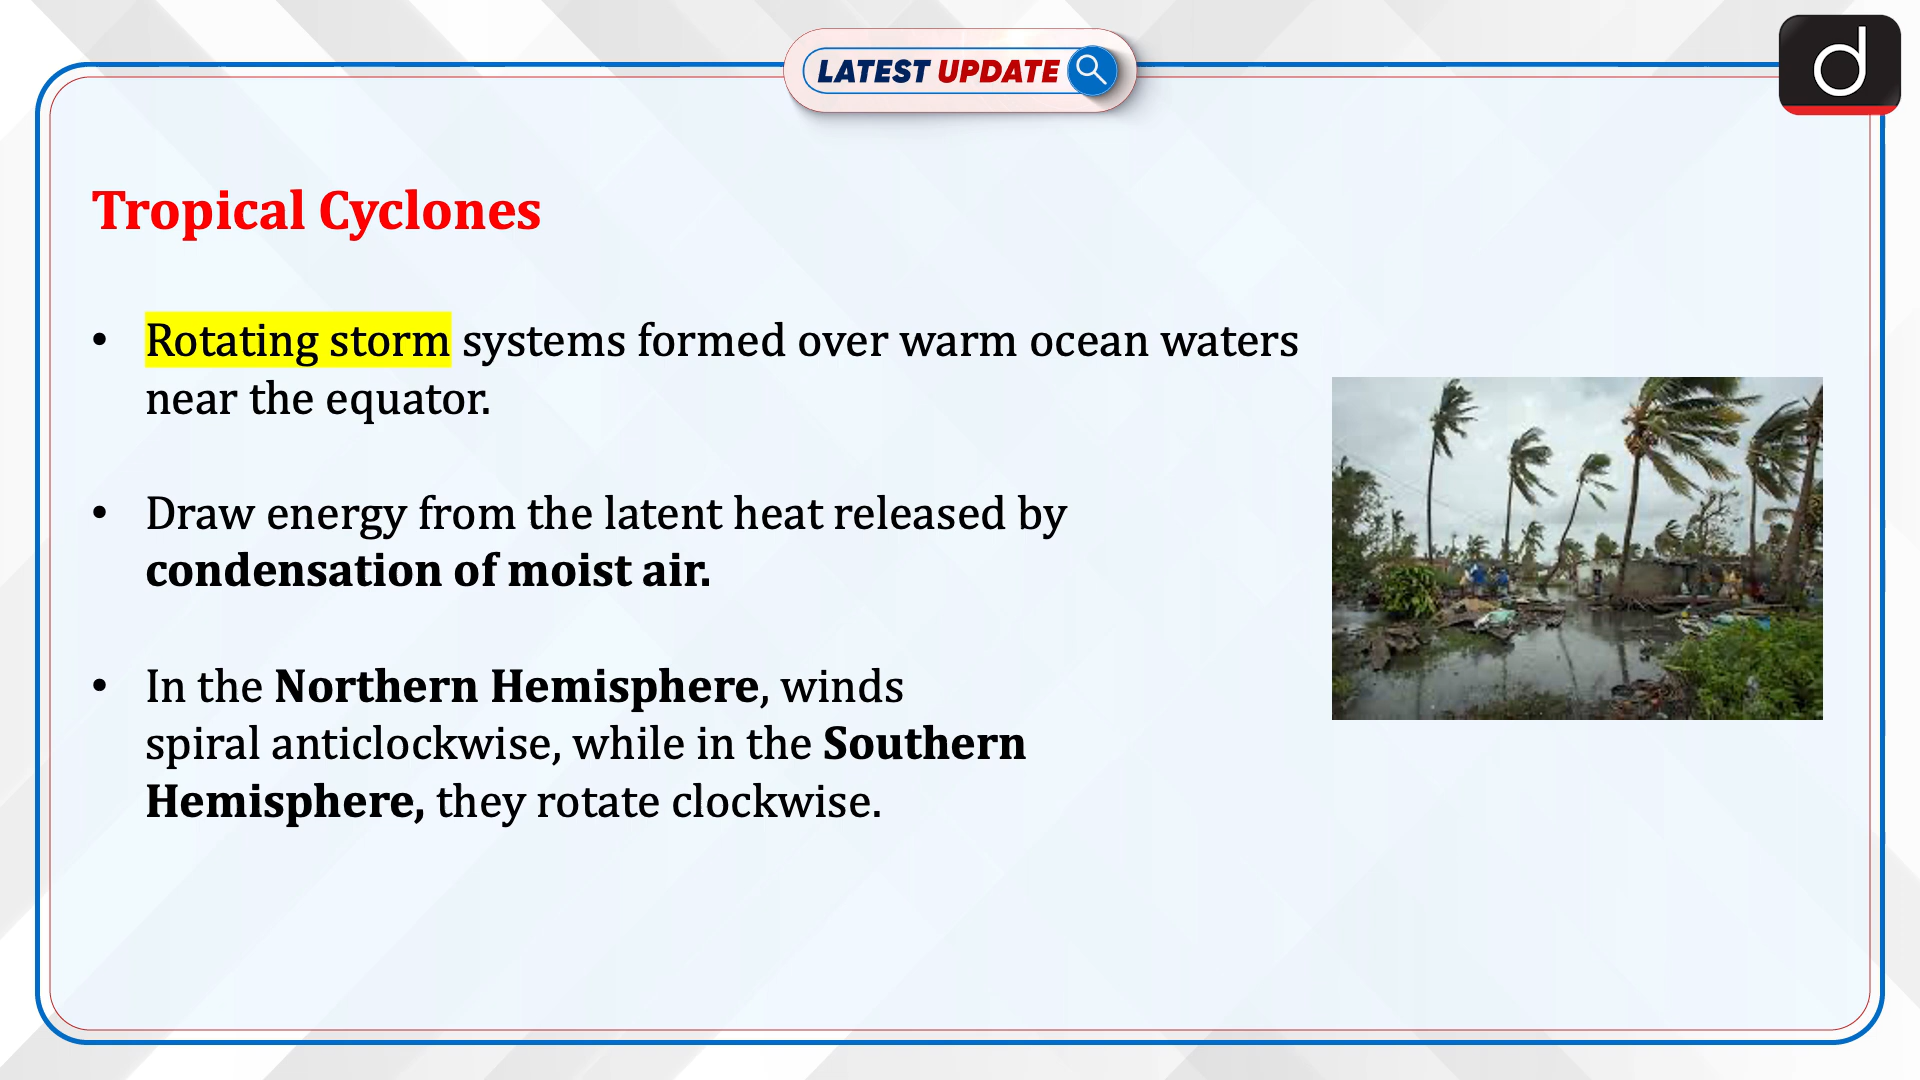 LATEST UPDATE
d
Tropical Cyclones
• Rotating storm systems formed over warm ocean waters
near the equator.
• Draw energy from the latent heat released by
condensation of moist air.
• In the Northern Hemisphere, winds
spiral anticlockwise, while in the Southern
Hemisphere, they rotate clockwise.